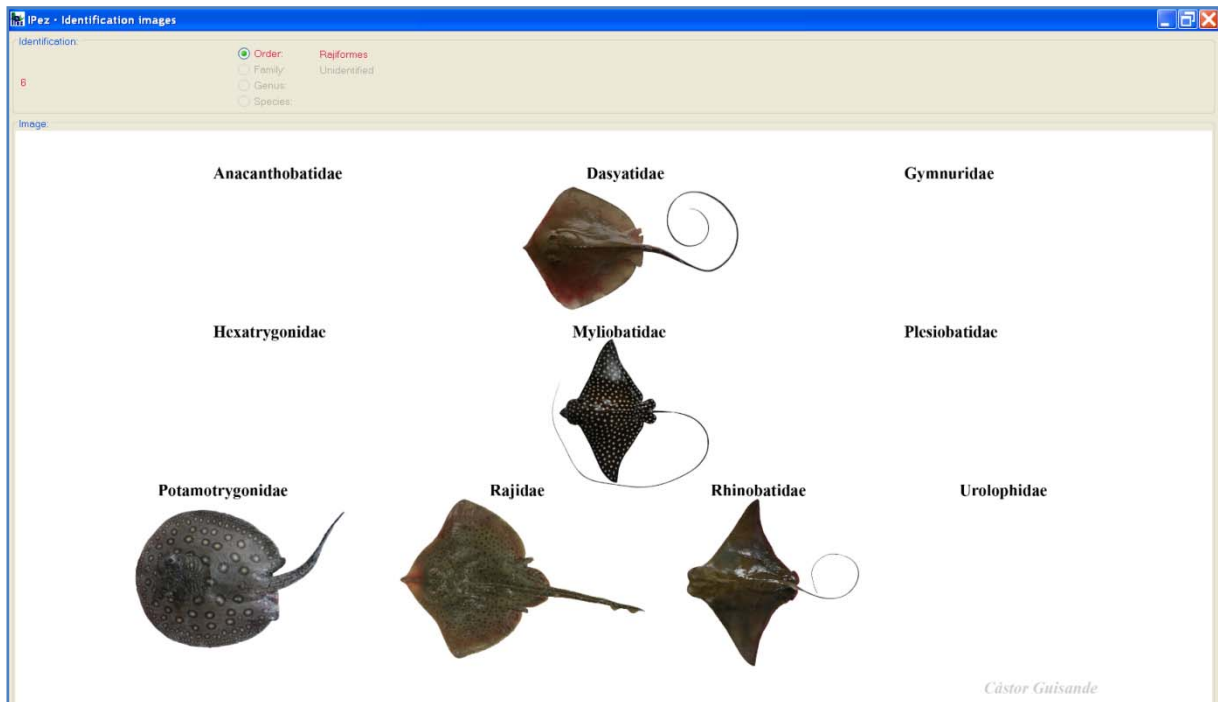 IPez - Identification images
Identification:
6
Order: Rajiformes
Family: Unidentified
Genus:
Species:
Image:
Anacanthobatidae Dasyatidae Gymnuridae
Hexatrygonidae Myliobatidae Plesiobatidae
Potamotrygonidae Rajidae Rhinobatidae Urolophidae
Cástor Guisande